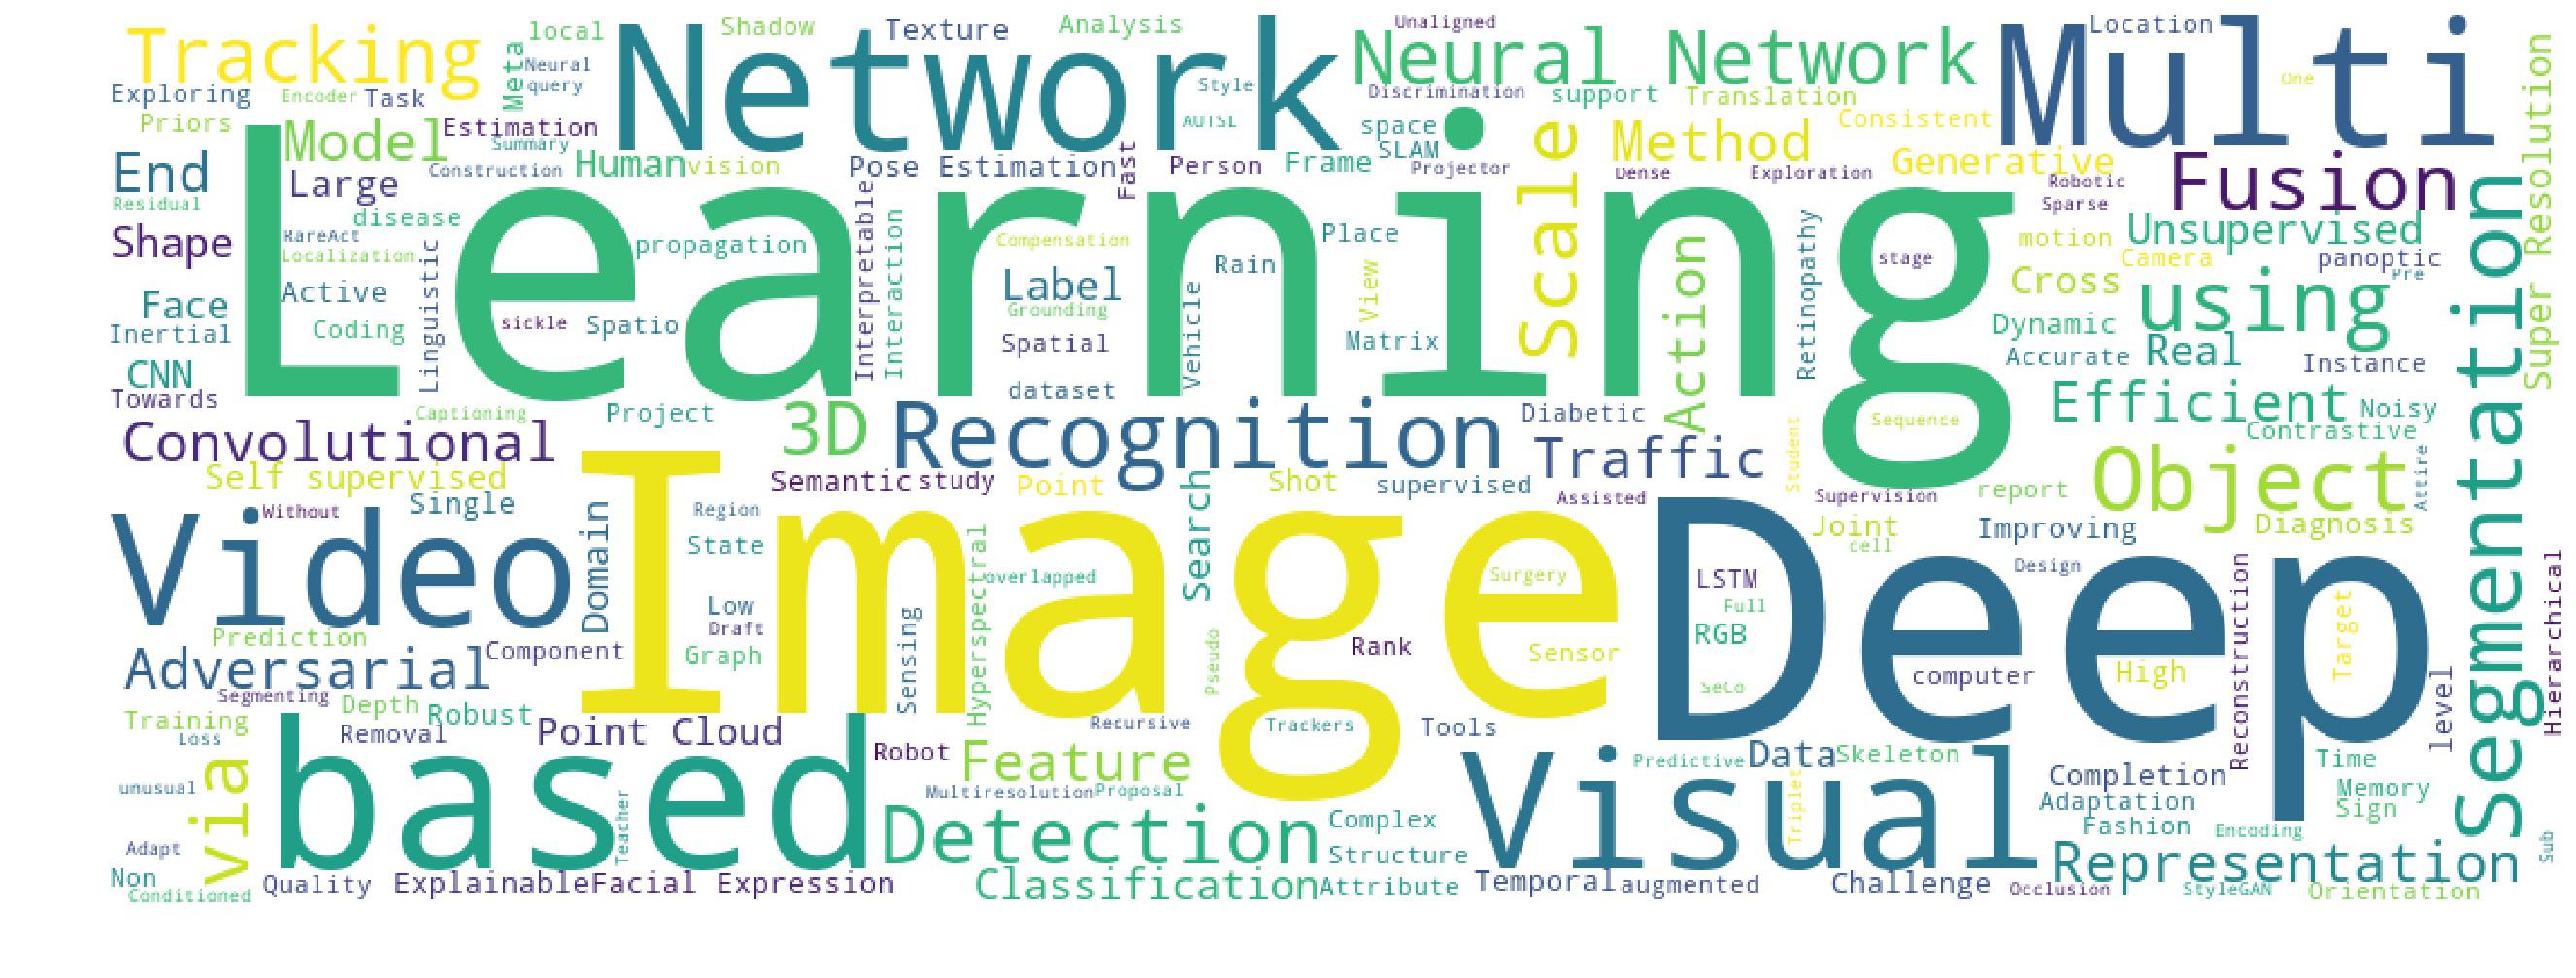 Tracking
local
Meta
Neural
query
Network
Shadow
Texture
Analysis
Style
AUTSL
Neural Network
Unaligned
Discrimination
support
Translation
Multi
Location
One
Super Resolution
Exploring
Encoder
Task
Priors
Model
Estimation
Summary
Construction
Human
vision
Pose Estimation
Fast
Person
Frame
space
SLAM
Projector
Scale
Method
Dense
Consistent
Exploration
Generative
Robotic
Sparse
Fusion
End
Residual
Large
disease
Learning
Shape
RareAct
Localization
Linguistic
propagation
Interpretable
Interaction
Compensation
Label
Grounding
Rain
Place
View
Vehicle
Matrix
Action
Retinopathy
stage
motion
Unsupervised
Camera
panoptic
Pre
Cross
using
Segmentation
Face
Active
Inertial
Coding
sickle
Spatio
Spatial
Dynamic
Accurate
Real
Instance
CNN
Towards
dataset
Captioning
Project
3D
Recognition
Diabetic
Student
Sequence
Efficient
Noisy
Contrastive
Convolutional
Traffic
Self supervised
Semantic
study
Point
Search
Shot
supervised
Assisted
Supervision
report
Object
Attire
Video
Without
Single
Domain
Image
Region
State
Hyperspectral
overlapped
Surgery
Deep
LSTM
Full
RGB
Joint
cell
Improving
Diagnosis
Design
Reconstruction
Target
Hierarchical
Prediction
Low
Draft
Sensing
Pseudo
Rank
Sensor
computer
High
level
Adversarial
Component
Graph
SeCo
Segmenting
Training
Loss
Depth
Robust
Removal
Point Cloud
Recursive
Trackers
Tools
unusual
via
based
Teacher
Robot
Feature
Multiresolution
Proposal
Visual
Predictive
Data
Skeleton
Triplet
Completion
Time
Adaptation
Memory
Sign
Fashion
Encoding
Sub
Adapt
Detection
Complex
Structure
Representation
Non
Conditioned
Quality
Explainable
Facial Expression
Classification
Attribute
Temporal
augmented
Challenge
Occlusion
StyleGAN
Orientation